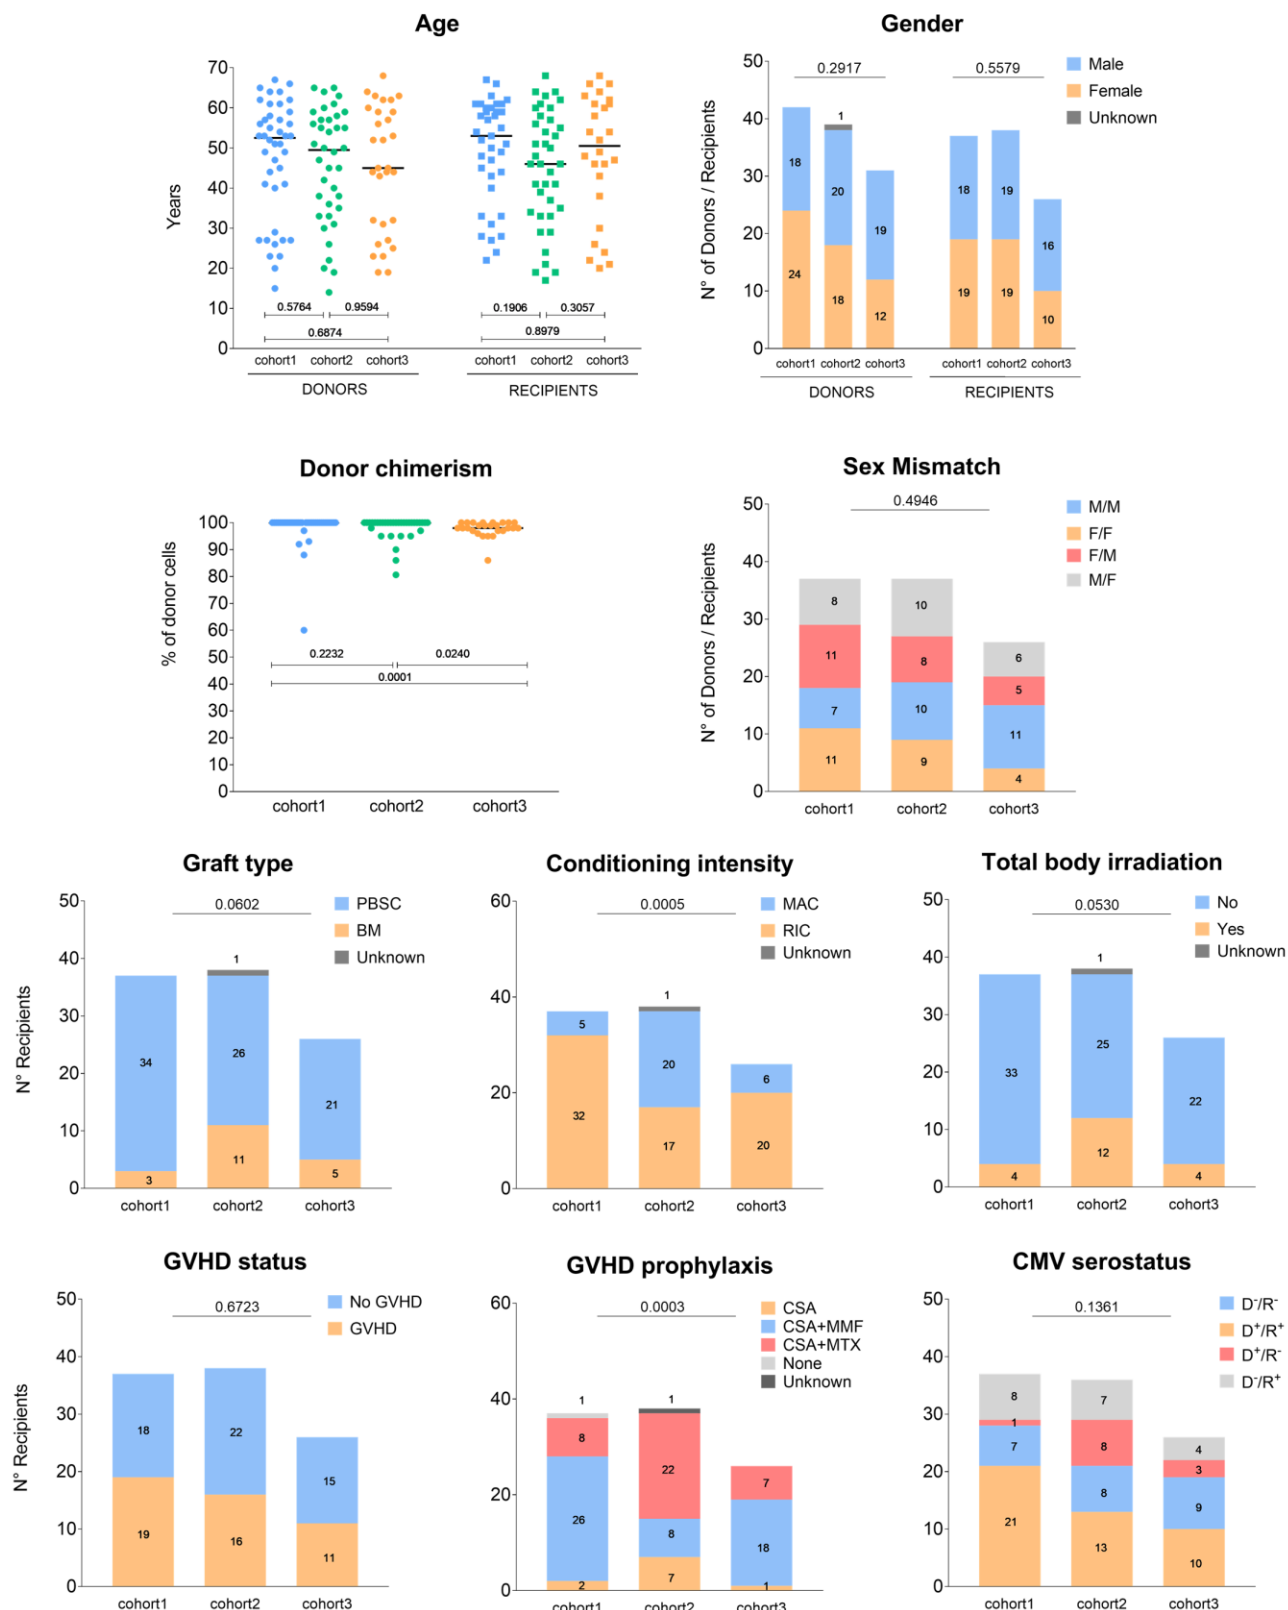 Age
Years
70
60
50
40
30
20
10
0
0.5764
0.9594
0.6874
0.1906
0.3057
0.8979
cohort1 cohort2 cohort3 cohort1 cohort2 cohort3
DONORS RECIPIENTS
Gender
N° of Donors / Recipients
50
40
30
20
10
0
0.2917
0.5579
Male
Female
Unknown
1
18 20 19 18 19 16
24 18 12 19 19 10
cohort1 cohort2 cohort3 cohort1 cohort2 cohort3
DONORS RECIPIENTS
Donor chimerism
% of donor cells
100
90
80
70
60
50
40
30
20
10
0
0.2232
0.0240
0.0001
cohort1 cohort2 cohort3
Sex Mismatch
N° of Donors / Recipients
50
40
30
20
10
0
0.4946
M/M
F/F
F/M
M/F
8 10 6
11 8 5
7 10 11
11 9 4
cohort1 cohort2 cohort3
Graft type
N° Recipients
50
40
30
20
10
0
0.0602
PBSC
BM
Unknown
1
34 26 21
3 11 5
cohort1 cohort2 cohort3
Conditioning intensity
60
40
20
0
0.0005
MAC
RIC
Unknown
1
5 20 6
32 17 20
cohort1 cohort2 cohort3
Total body irradiation
50
40
30
20
10
0
0.0530
No
Yes
Unknown
1
33 25 22
4 12 4
cohort1 cohort2 cohort3
GVHD status
N° Recipients
50
40
30
20
10
0
0.6723
No GVHD
GVHD
18 22 15
19 16 11
cohort1 cohort2 cohort3
GVHD prophylaxis
60
40
20
0
0.0003
CSA
CSA+MMF
CSA+MTX
None
Unknown
1 1
8 22 7
26 8 18
2 7 1
cohort1 cohort2 cohort3
CMV serostatus
50
40
30
20
10
0
0.1361
D⁻/R⁻
D⁺/R⁺
D⁺/R⁻
D⁻/R⁺
8 7 4
1 8 3
7 8 9
21 13 10
cohort1 cohort2 cohort3